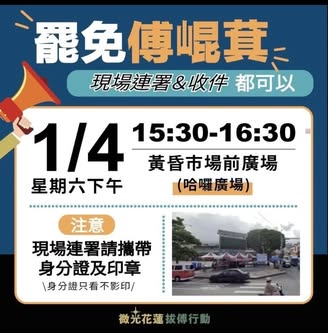 罷免傅崐萁
現場連署&收件 都可以
1/4
星期六下午
15:30-16:30
黃昏市場前廣場
(哈囉廣場)
注意
現場連署請攜帶
身分證及印章
\身分證只看不影印/
微光花蓮拔傅行動